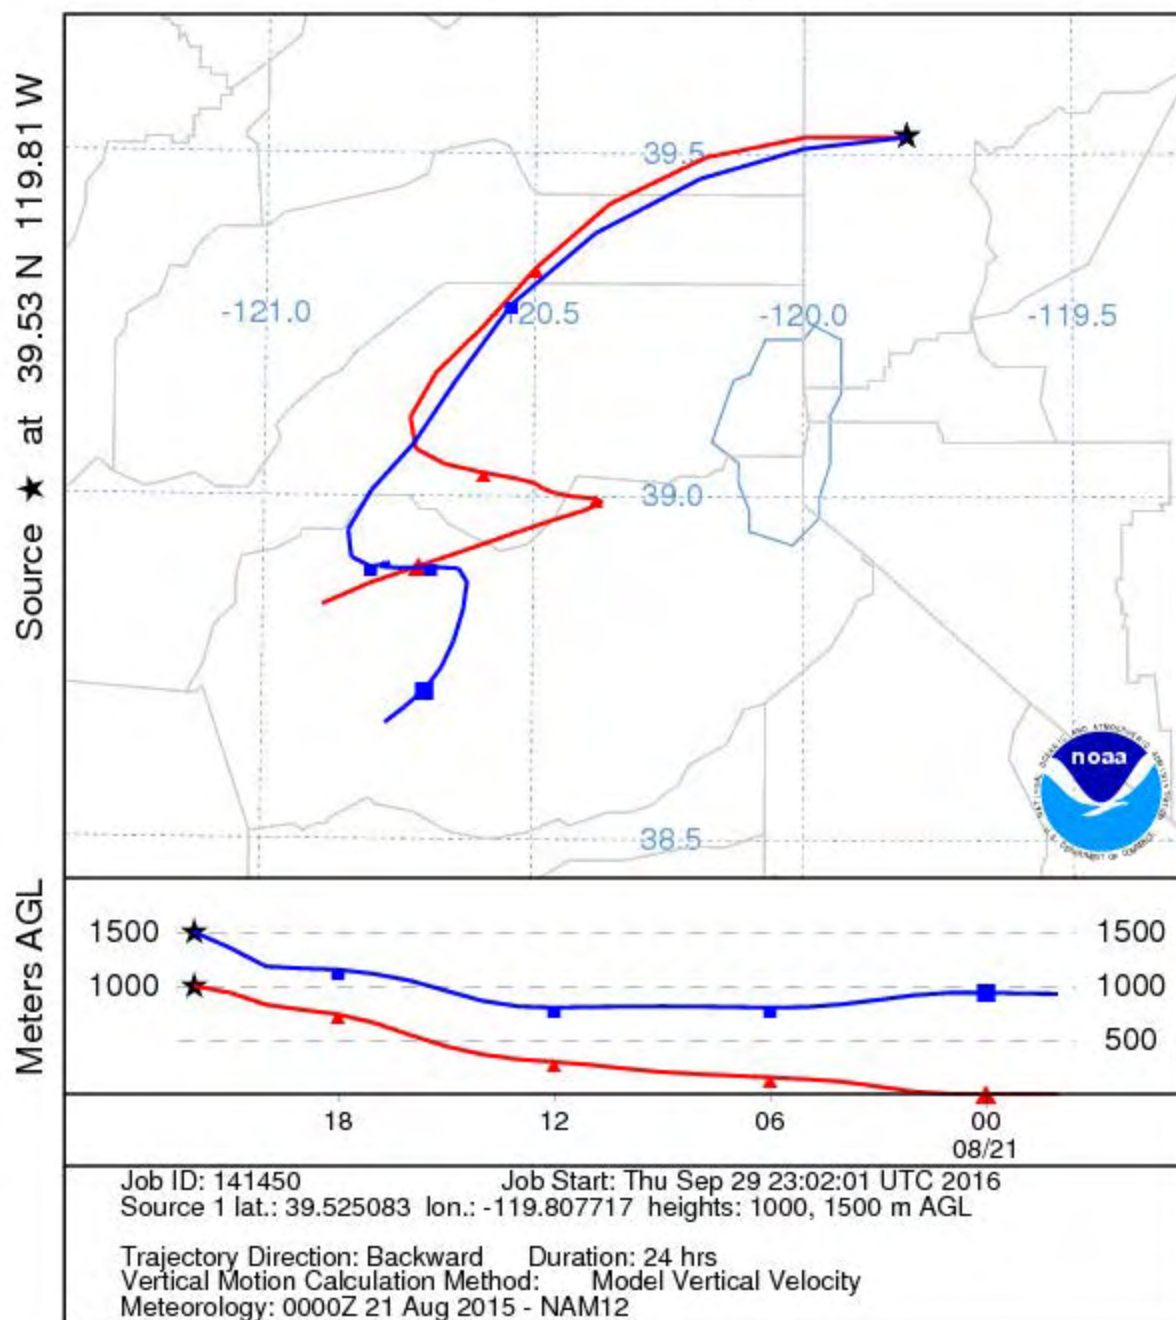 Source ★ at 39.53 N 119.81 W
39.5
-121.0
-120.0
-119.5
39.0
38.5
noaa
Meters AGL
1500
1500
1000
1000
500
18
12
06
00
08/21
Job ID: 141450 Job Start: Thu Sep 29 23:02:01 UTC 2016
Source 1 lat.: 39.525083 lon.: -119.807717 heights: 1000, 1500 m AGL
Trajectory Direction: Backward Duration: 24 hrs
Vertical Motion Calculation Method: Model Vertical Velocity
Meteorology: 0000Z 21 Aug 2015 - NAM12